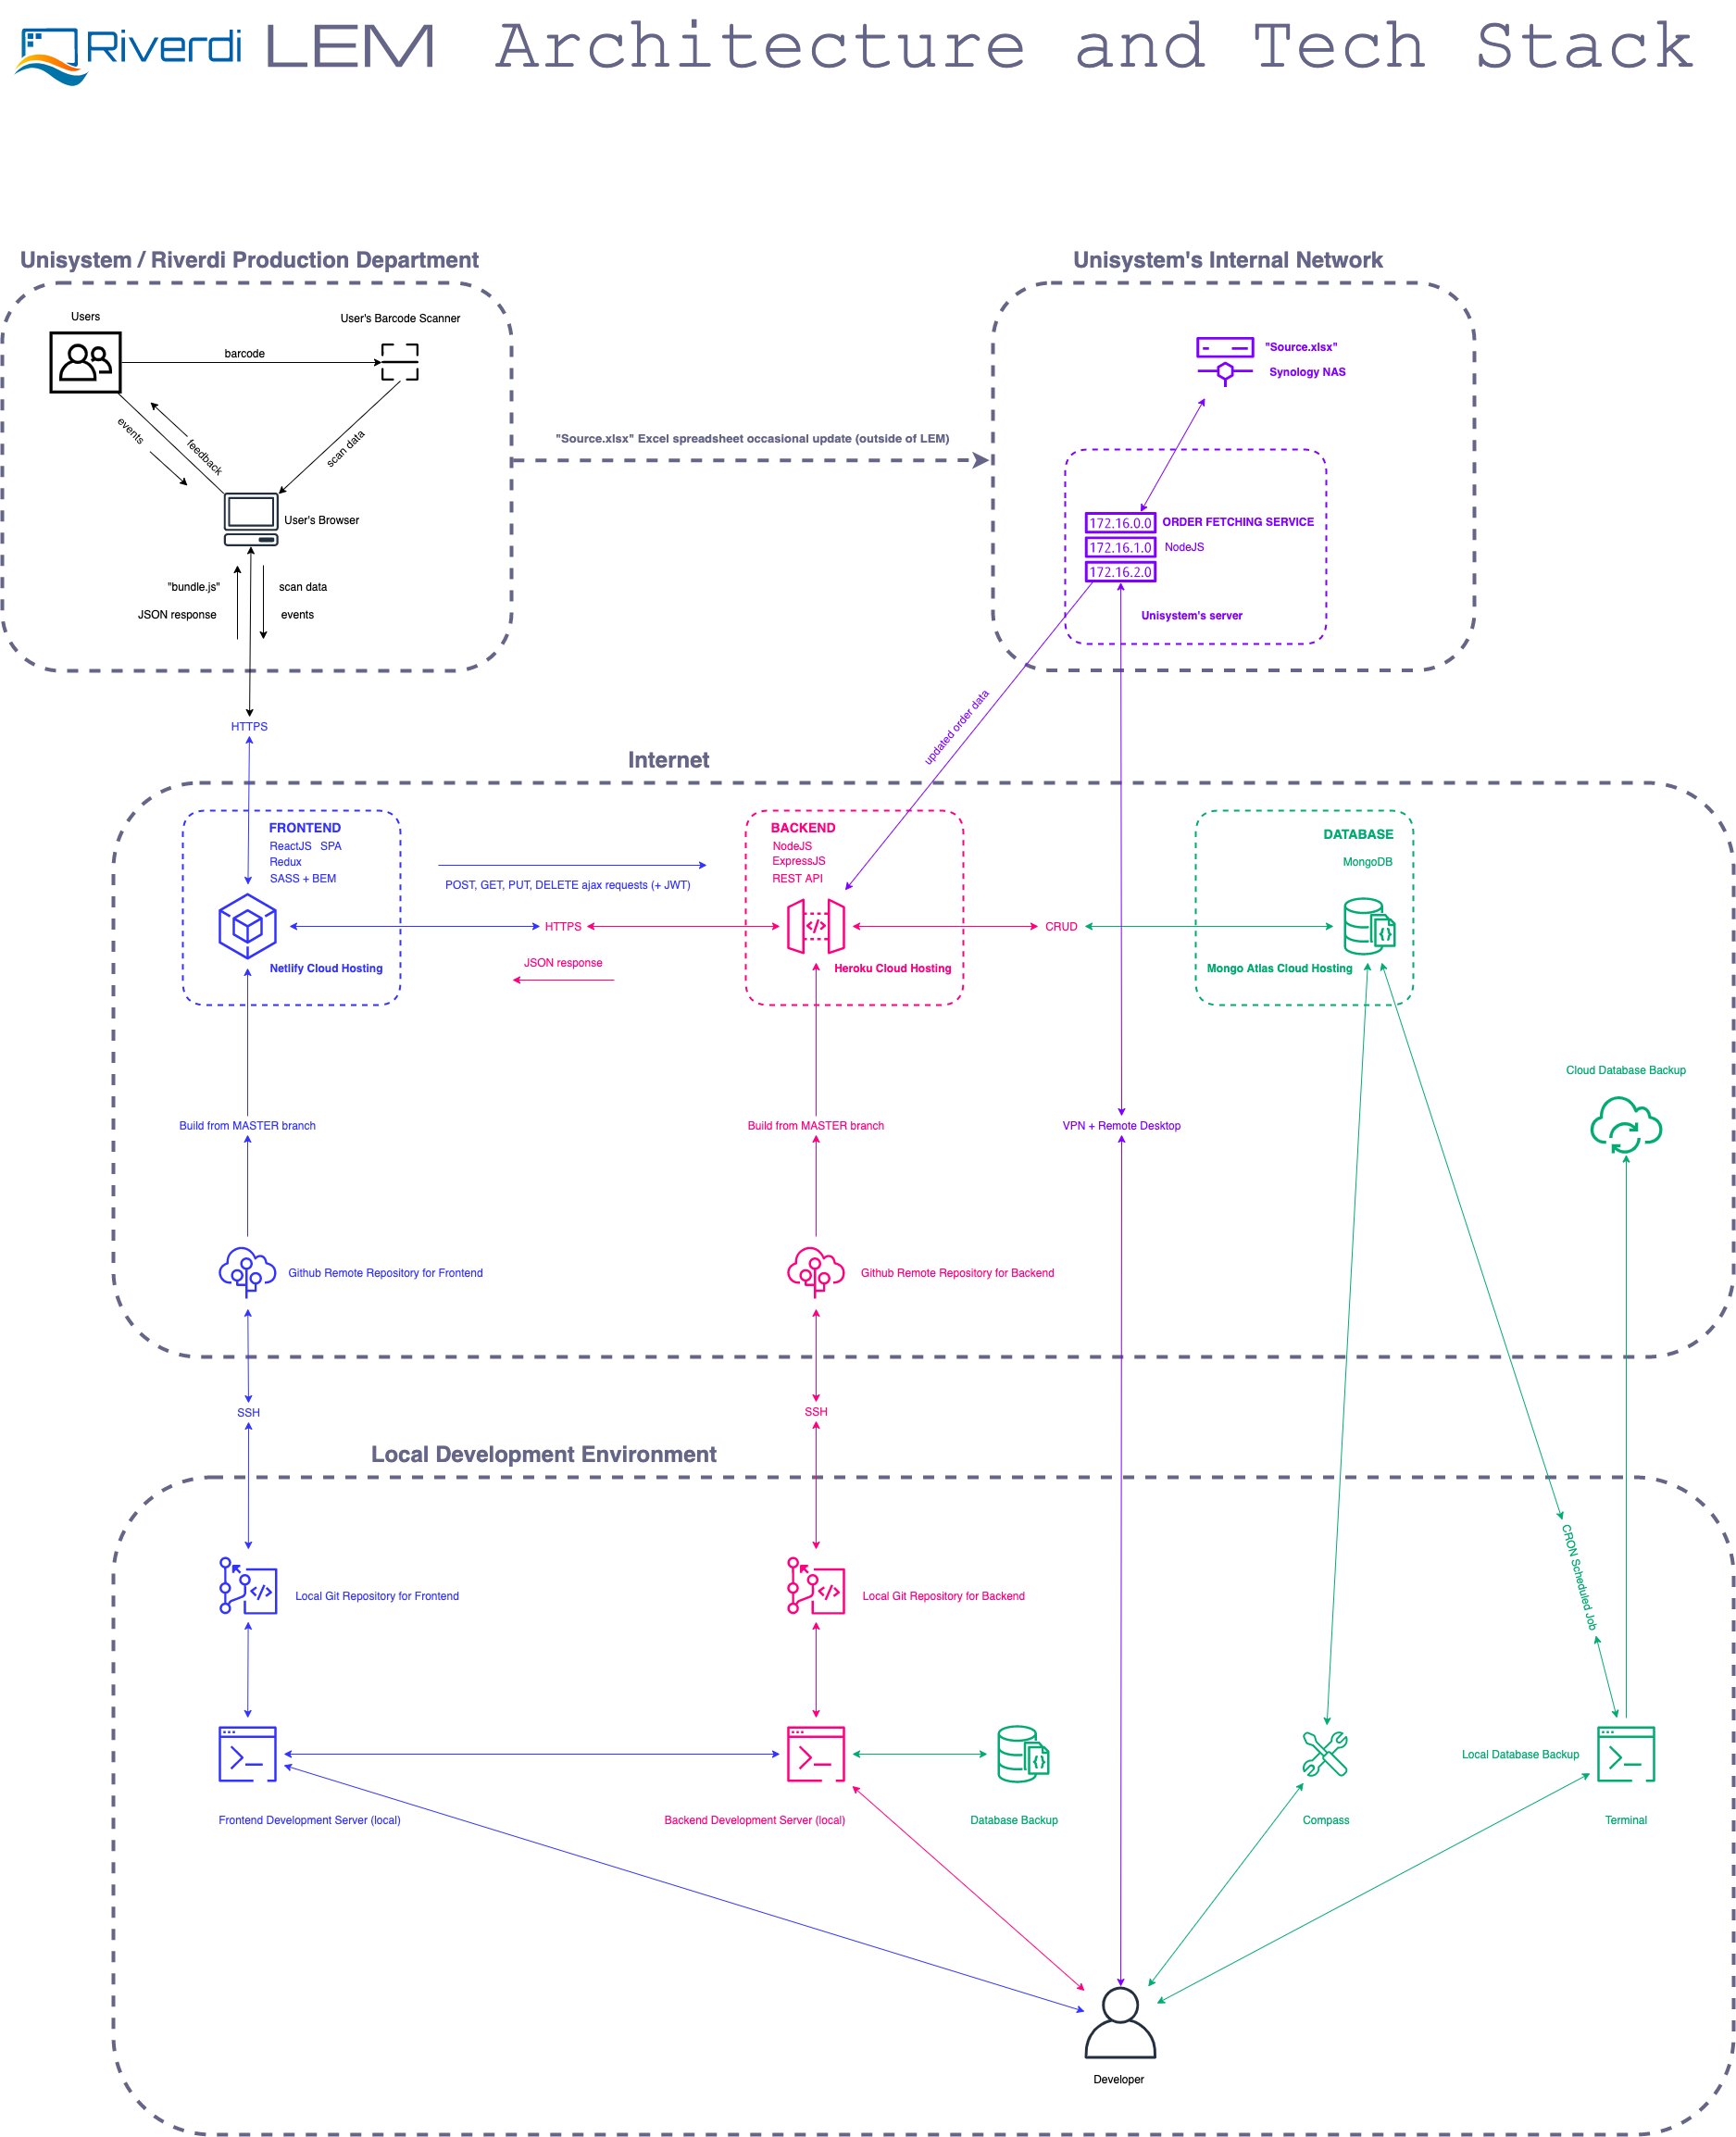 Riverdi LEM Architecture and Tech Stack
Unisystem / Riverdi Production Department
Users
User's Barcode Scanner
barcode
events
feedback
scan data
User's Browser
"bundle.js"
scan data
JSON response
events
HTTPS
"Source.xlsx" Excel spreadsheet occasional update (outside of LEM)
Unisystem's Internal Network
"Source.xlsx"
Synology NAS
172.16.0.0
ORDER FETCHING SERVICE
172.16.1.0
NodeJS
172.16.2.0
Unisystem's server
updated order data
Internet
FRONTEND
ReactJS SPA
Redux
SASS + BEM
Netlify Cloud Hosting
POST, GET, PUT, DELETE ajax requests (+ JWT)
HTTPS
JSON response
BACKEND
NodeJS
ExpressJS
REST API
Heroku Cloud Hosting
CRUD
DATABASE
MongoDB
Mongo Atlas Cloud Hosting
Cloud Database Backup
Build from MASTER branch
Build from MASTER branch
VPN + Remote Desktop
Github Remote Repository for Frontend
Github Remote Repository for Backend
SSH
SSH
Local Development Environment
CRON Scheduled Job
Local Git Repository for Frontend
Local Git Repository for Backend
Local Database Backup
Frontend Development Server (local)
Backend Development Server (local)
Database Backup
Compass
Terminal
Developer